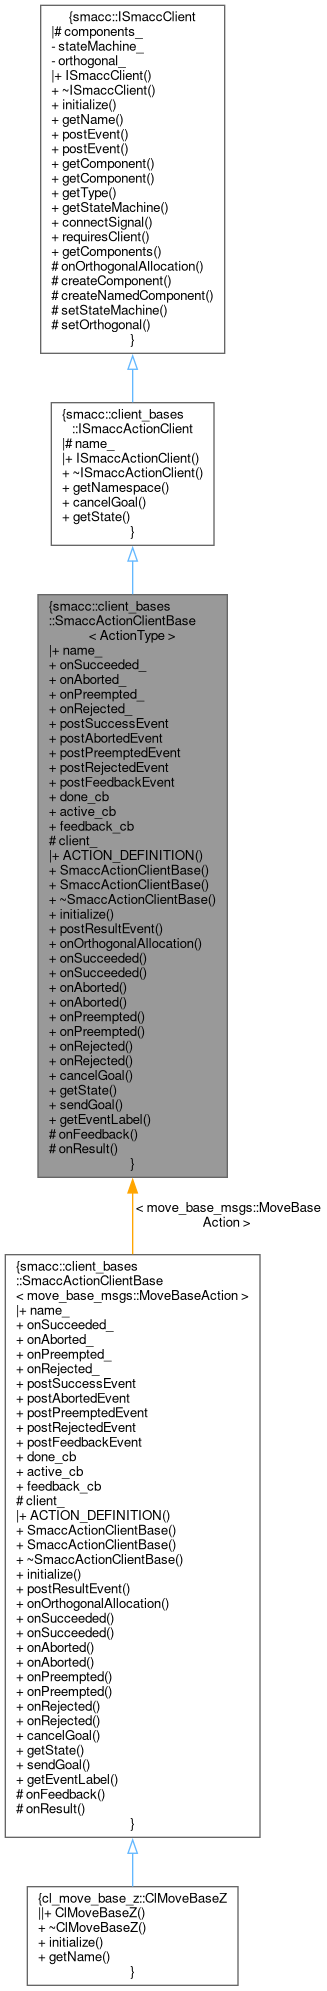 {smacc::ISmaccClient
|# components_
- stateMachine_
- orthogonal_
|+ ISmaccClient()
+ ~ISmaccClient()
+ initialize()
+ getName()
+ postEvent()
+ postEvent()
+ getComponent()
+ getComponent()
+ getType()
+ getStateMachine()
+ connectSignal()
+ requiresClient()
+ getComponents()
# onOrthogonalAllocation()
# createComponent()
# createNamedComponent()
# setStateMachine()
# setOrthogonal()
}
{smacc::client_bases
::ISmaccActionClient
|# name_
|+ ISmaccActionClient()
+ ~ISmaccActionClient()
+ getNamespace()
+ cancelGoal()
+ getState()
}
{smacc::client_bases
::SmaccActionClientBase
< ActionType >
|+ name_
+ onSucceeded_
+ onAborted_
+ onPreempted_
+ onRejected_
+ postSuccessEvent
+ postAbortedEvent
+ postPreemptedEvent
+ postRejectedEvent
+ postFeedbackEvent
+ done_cb
+ active_cb
+ feedback_cb
# client_
|+ ACTION_DEFINITION()
+ SmaccActionClientBase()
+ SmaccActionClientBase()
+ ~SmaccActionClientBase()
+ initialize()
+ postResultEvent()
+ onOrthogonalAllocation()
+ onSucceeded()
+ onSucceeded()
+ onAborted()
+ onAborted()
+ onPreempted()
+ onPreempted()
+ onRejected()
+ onRejected()
+ cancelGoal()
+ getState()
+ sendGoal()
+ getEventLabel()
# onFeedback()
# onResult()
}
< move_base_msgs::MoveBase
Action >
{smacc::client_bases
::SmaccActionClientBase
< move_base_msgs::MoveBaseAction >
|+ name_
+ onSucceeded_
+ onAborted_
+ onPreempted_
+ onRejected_
+ postSuccessEvent
+ postAbortedEvent
+ postPreemptedEvent
+ postRejectedEvent
+ postFeedbackEvent
+ done_cb
+ active_cb
+ feedback_cb
# client_
|+ ACTION_DEFINITION()
+ SmaccActionClientBase()
+ SmaccActionClientBase()
+ ~SmaccActionClientBase()
+ initialize()
+ postResultEvent()
+ onOrthogonalAllocation()
+ onSucceeded()
+ onSucceeded()
+ onAborted()
+ onAborted()
+ onPreempted()
+ onPreempted()
+ onRejected()
+ onRejected()
+ cancelGoal()
+ getState()
+ sendGoal()
+ getEventLabel()
# onFeedback()
# onResult()
}
{cl_move_base_z::ClMoveBaseZ
||+ ClMoveBaseZ()
+ ~ClMoveBaseZ()
+ initialize()
+ getName()
}